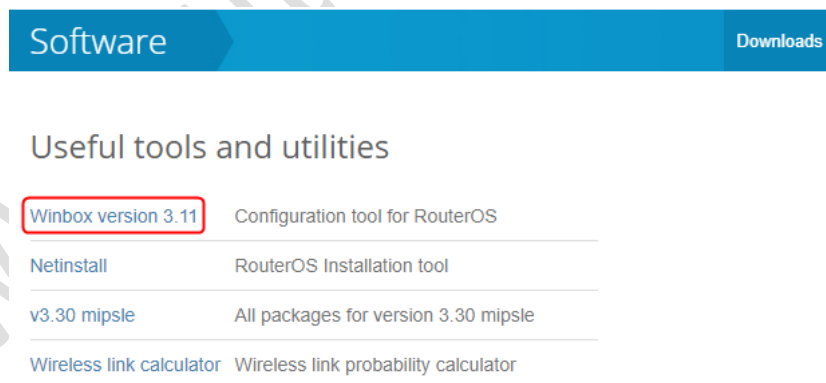 Software Downloads
Useful tools and utilities
Winbox version 3.11 Configuration tool for RouterOS
Netinstall RouterOS Installation tool
v3.30 mipsle All packages for version 3.30 mipsle
Wireless link calculator Wireless link probability calculator